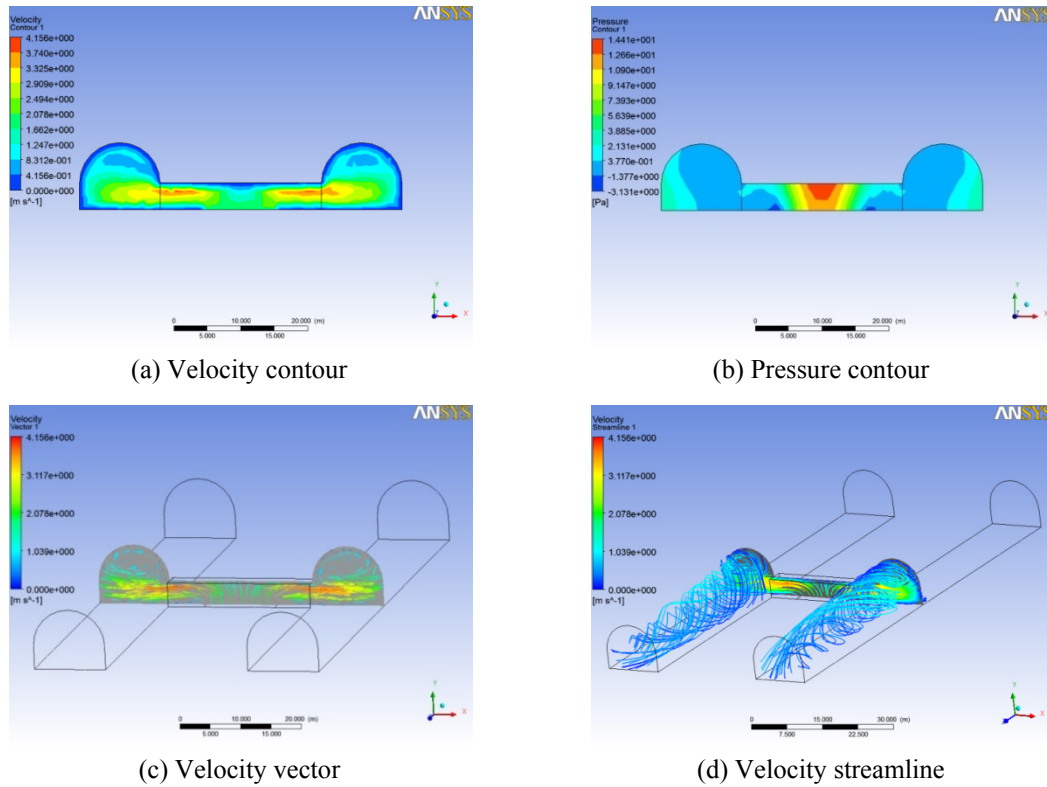 ANSYS
Velocity
Contour 1
4.156e+000
3.740e+000
3.325e+000
2.909e+000
2.494e+000
2.078e+000
1.662e+000
1.247e+000
8.312e-001
4.156e-001
0.000e+000
[m s^-1]
Y
Z
X
0 10.000 20.000 (m)
5.000 15.000
(a) Velocity contour
ANSYS
Pressure
Contour 1
1.441e+001
1.266e+001
1.090e+001
9.147e+000
7.393e+000
5.639e+000
3.885e+000
2.131e+000
3.770e-001
-1.377e+000
-3.131e+000
[Pa]
Y
Z
X
0 10.000 20.000 (m)
5.000 15.000
(b) Pressure contour
ANSYS
Velocity
Vector 1
4.156e+000
3.117e+000
2.078e+000
1.039e+000
0.000e+000
[m s^-1]
Y
X
0 10.000 20.000 (m)
5.000 15.000
(c) Velocity vector
ANSYS
Velocity
Streamline 1
4.156e+000
3.117e+000
2.078e+000
1.039e+000
0.000e+000
[m s^-1]
Y
X
0 15.000 30.000 (m)
7.500 22.500
(d) Velocity streamline